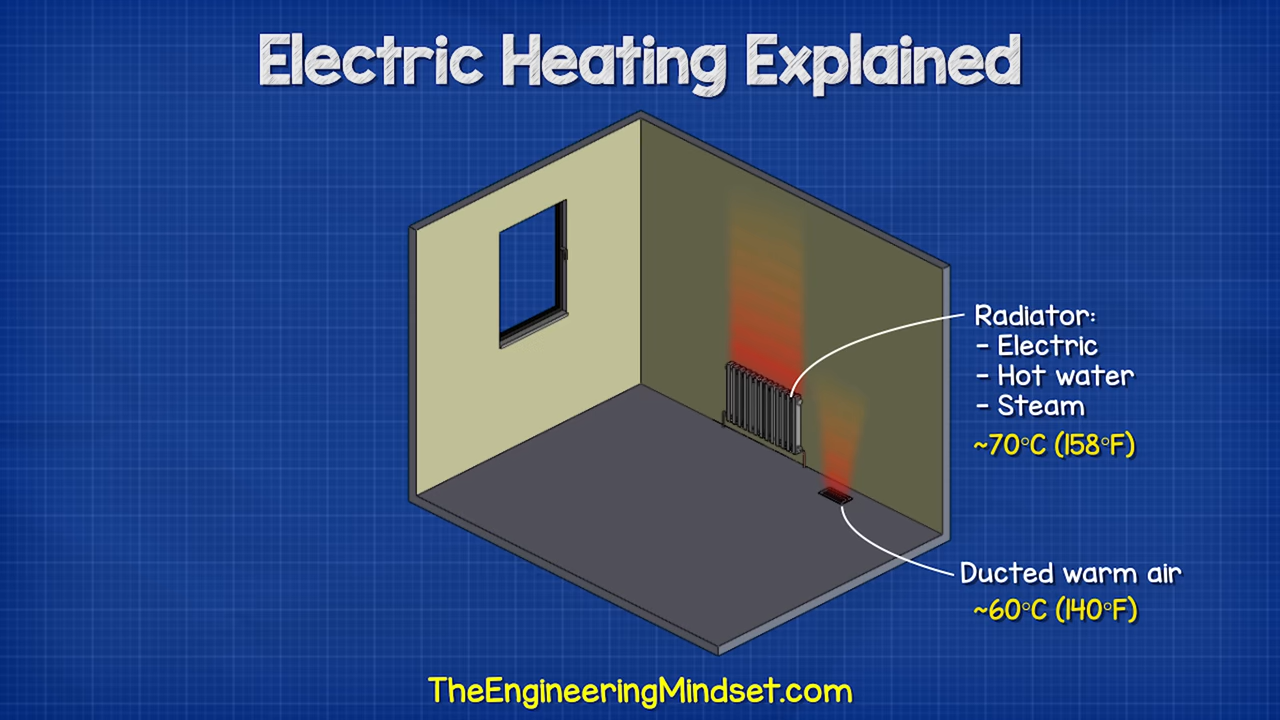 Electric Heating Explained
Radiator:
- Electric
- Hot water
- Steam
~70°C (158°F)
Ducted warm air
~60°C (140°F)
TheEngineeringMindset.com